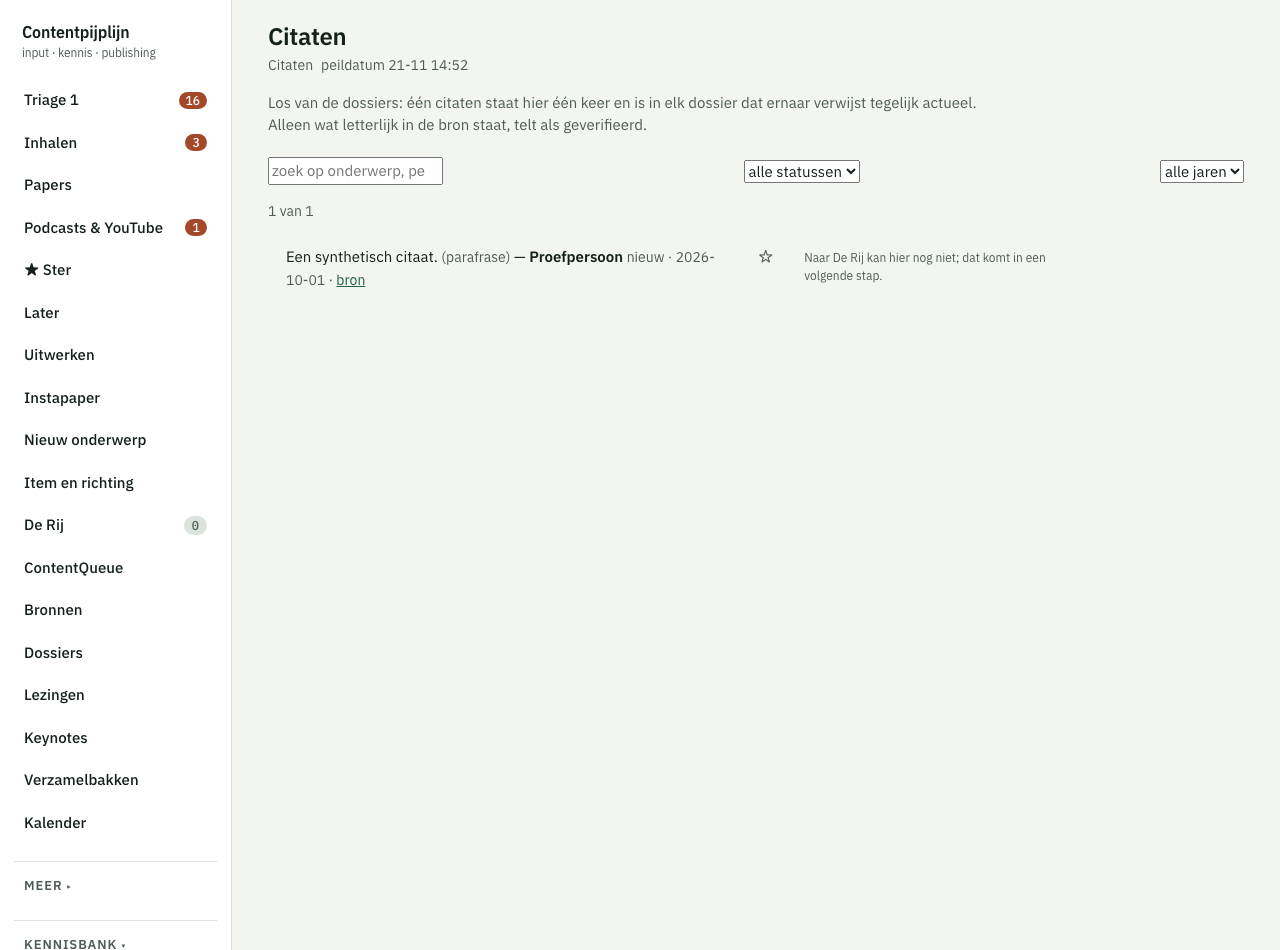 Contentpijplijn
input · kennis · publishing
Triage 1 16
Inhalen 3
Papers
Podcasts & YouTube 1
★ Ster
Later
Uitwerken
Instapaper
Nieuw onderwerp
Item en richting
De Rij 0
ContentQueue
Bronnen
Dossiers
Lezingen
Keynotes
Verzamelbakken
Kalender
MEER ▸
KENNISBANK ▾
Citaten
Citaten peildatum 21-11 14:52
Los van de dossiers: één citaten staat hier één keer en is in elk dossier dat ernaar verwijst tegelijk actueel.
Alleen wat letterlijk in de bron staat, telt als geverifieerd.
zoek op onderwerp, pe
alle statussen
alle jaren
1 van 1
Een synthetisch citaat. (parafrase) — Proefpersoon nieuw · 2026-
10-01 · bron
☆
Naar De Rij kan hier nog niet; dat komt in een
volgende stap.